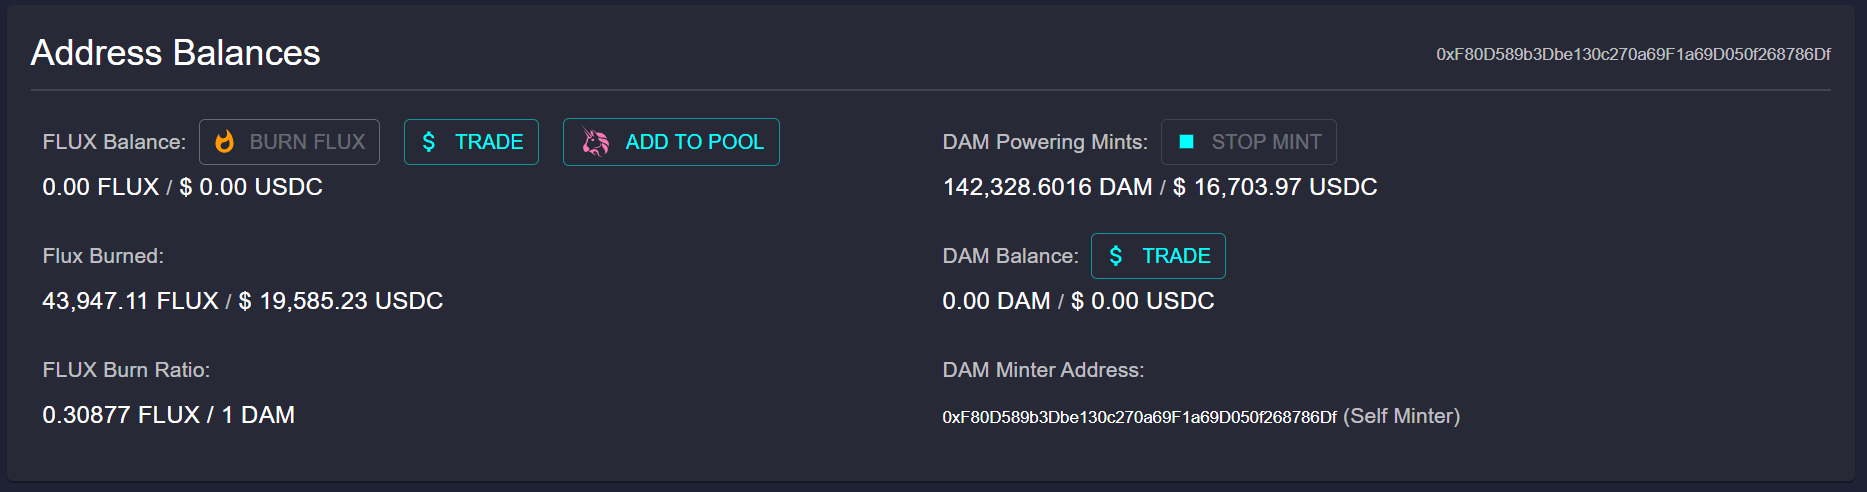 Address Balances
0xF80D589b3Dbe130c270a69F1a69D050f268786Df
FLUX Balance: BURN FLUX $ TRADE ADD TO POOL
0.00 FLUX / $ 0.00 USDC
Flux Burned:
43,947.11 FLUX / $ 19,585.23 USDC
FLUX Burn Ratio:
0.30877 FLUX / 1 DAM
DAM Powering Mints: STOP MINT
142,328.6016 DAM / $ 16,703.97 USDC
DAM Balance: $ TRADE
0.00 DAM / $ 0.00 USDC
DAM Minter Address:
0xF80D589b3Dbe130c270a69F1a69D050f268786Df (Self Minter)